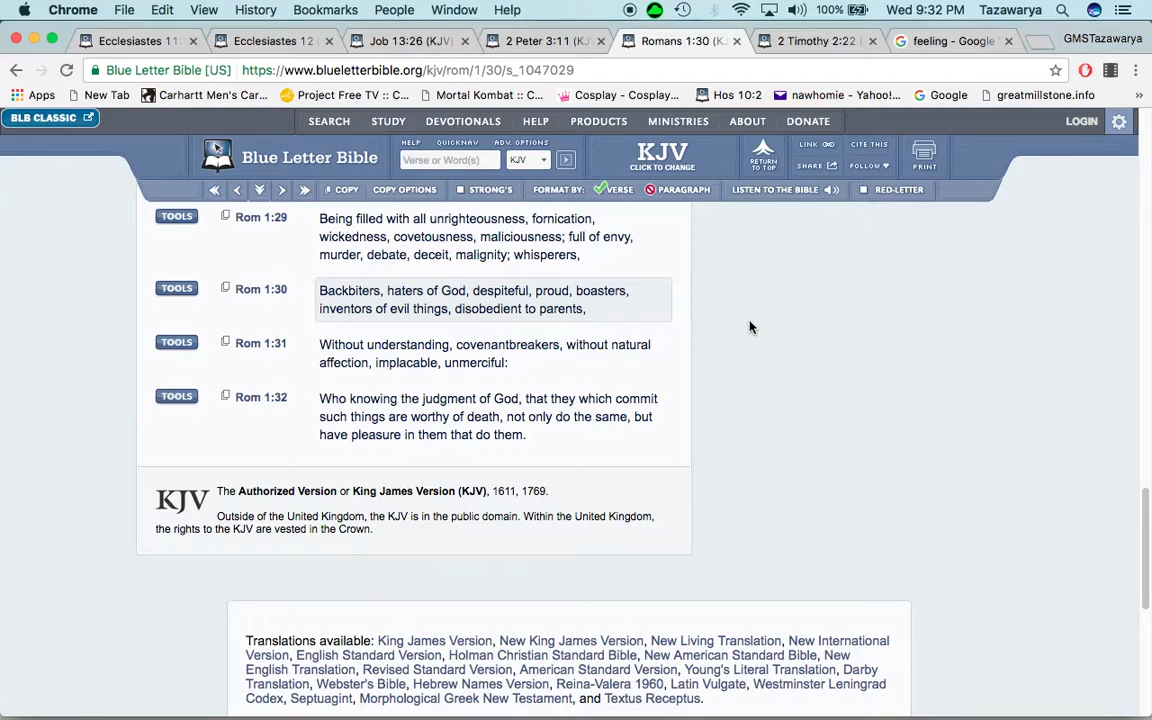 Chrome File Edit View History Bookmarks People Window Help 100% Wed 9:32 PM Tazawarya
Ecclesiastes 11: Ecclesiastes 12 ( Job 13:26 (KJV) 2 Peter 3:11 (KJV Romans 1:30 (KJ 2 Timothy 2:22 ( feeling - Google GMSTazawarya
Blue Letter Bible [US] https://www.blueletterbible.org/kjv/rom/1/30/s_1047029
Apps New Tab Carhartt Men's Car... Project Free TV :: C... Mortal Kombat :: C... Cosplay - Cosplay... Hos 10:2 nawhomie - Yahoo!... Google greatmillstone.info »
BLB CLASSIC SEARCH STUDY DEVOTIONALS HELP PRODUCTS MINISTRIES ABOUT DONATE LOGIN
HELP QUICKNAV ADV. OPTIONS
Blue Letter Bible Verse or Word(s) KJV KJV CLICK TO CHANGE RETURN TO TOP LINK CITE THIS SHARE FOLLOW PRINT
COPY COPY OPTIONS STRONG'S FORMAT BY: VERSE PARAGRAPH LISTEN TO THE BIBLE RED-LETTER
TOOLS Rom 1:29 Being filled with all unrighteousness, fornication,
wickedness, covetousness, maliciousness; full of envy,
murder, debate, deceit, malignity; whisperers,
TOOLS Rom 1:30 Backbiters, haters of God, despiteful, proud, boasters,
inventors of evil things, disobedient to parents,
TOOLS Rom 1:31 Without understanding, covenantbreakers, without natural
affection, implacable, unmerciful:
TOOLS Rom 1:32 Who knowing the judgment of God, that they which commit
such things are worthy of death, not only do the same, but
have pleasure in them that do them.
KJV The Authorized Version or King James Version (KJV), 1611, 1769.
Outside of the United Kingdom, the KJV is in the public domain. Within the United Kingdom,
the rights to the KJV are vested in the Crown.
Translations available: King James Version, New King James Version, New Living Translation, New International
Version, English Standard Version, Holman Christian Standard Bible, New American Standard Bible, New
English Translation, Revised Standard Version, American Standard Version, Young's Literal Translation, Darby
Translation, Webster's Bible, Hebrew Names Version, Reina-Valera 1960, Latin Vulgate, Westminster Leningrad
Codex, Septuagint, Morphological Greek New Testament, and Textus Receptus.